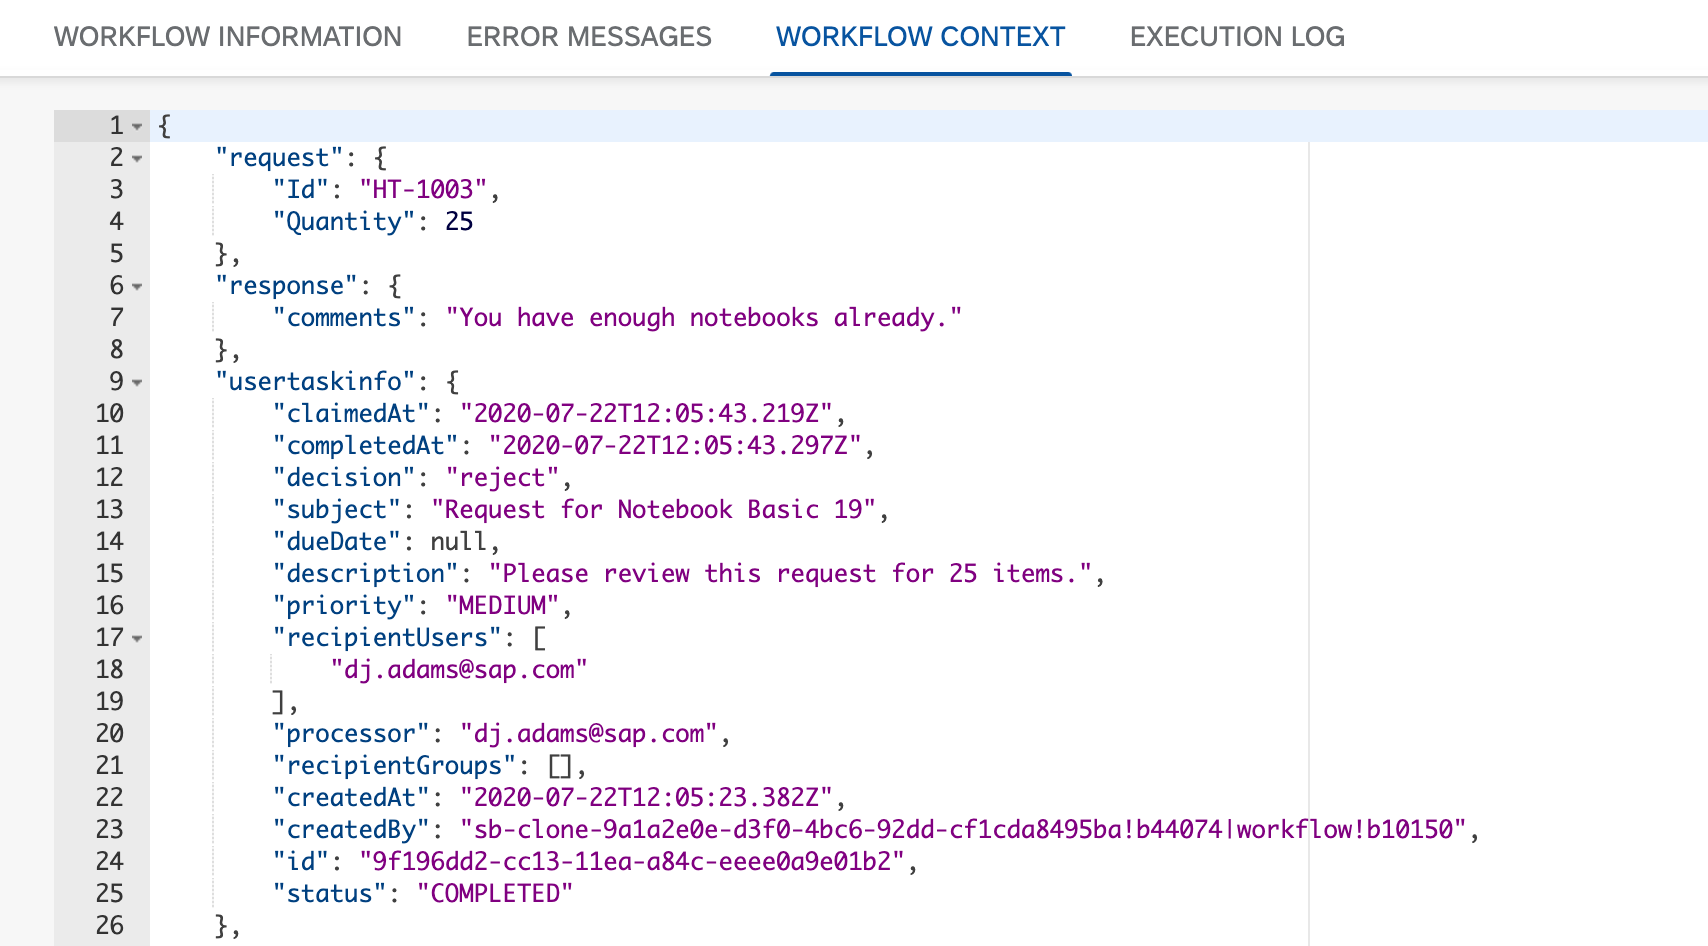 WORKFLOW INFORMATION ERROR MESSAGES WORKFLOW CONTEXT EXECUTION LOG
1 {
2 "request": {
3 "Id": "HT-1003",
4 "Quantity": 25
5 },
6 "response": {
7 "comments": "You have enough notebooks already."
8 },
9 "usertaskinfo": {
10 "claimedAt": "2020-07-22T12:05:43.219Z",
11 "completedAt": "2020-07-22T12:05:43.297Z",
12 "decision": "reject",
13 "subject": "Request for Notebook Basic 19",
14 "dueDate": null,
15 "description": "Please review this request for 25 items.",
16 "priority": "MEDIUM",
17 "recipientUsers": [
18 "dj.adams@sap.com"
19 ],
20 "processor": "dj.adams@sap.com",
21 "recipientGroups": [],
22 "createdAt": "2020-07-22T12:05:23.382Z",
23 "createdBy": "sb-clone-9a1a2e0e-d3f0-4bc6-92dd-cf1cda8495ba!b44074|workflow!b10150",
24 "id": "9f196dd2-cc13-11ea-a84c-eeee0a9e01b2",
25 "status": "COMPLETED"
26 },